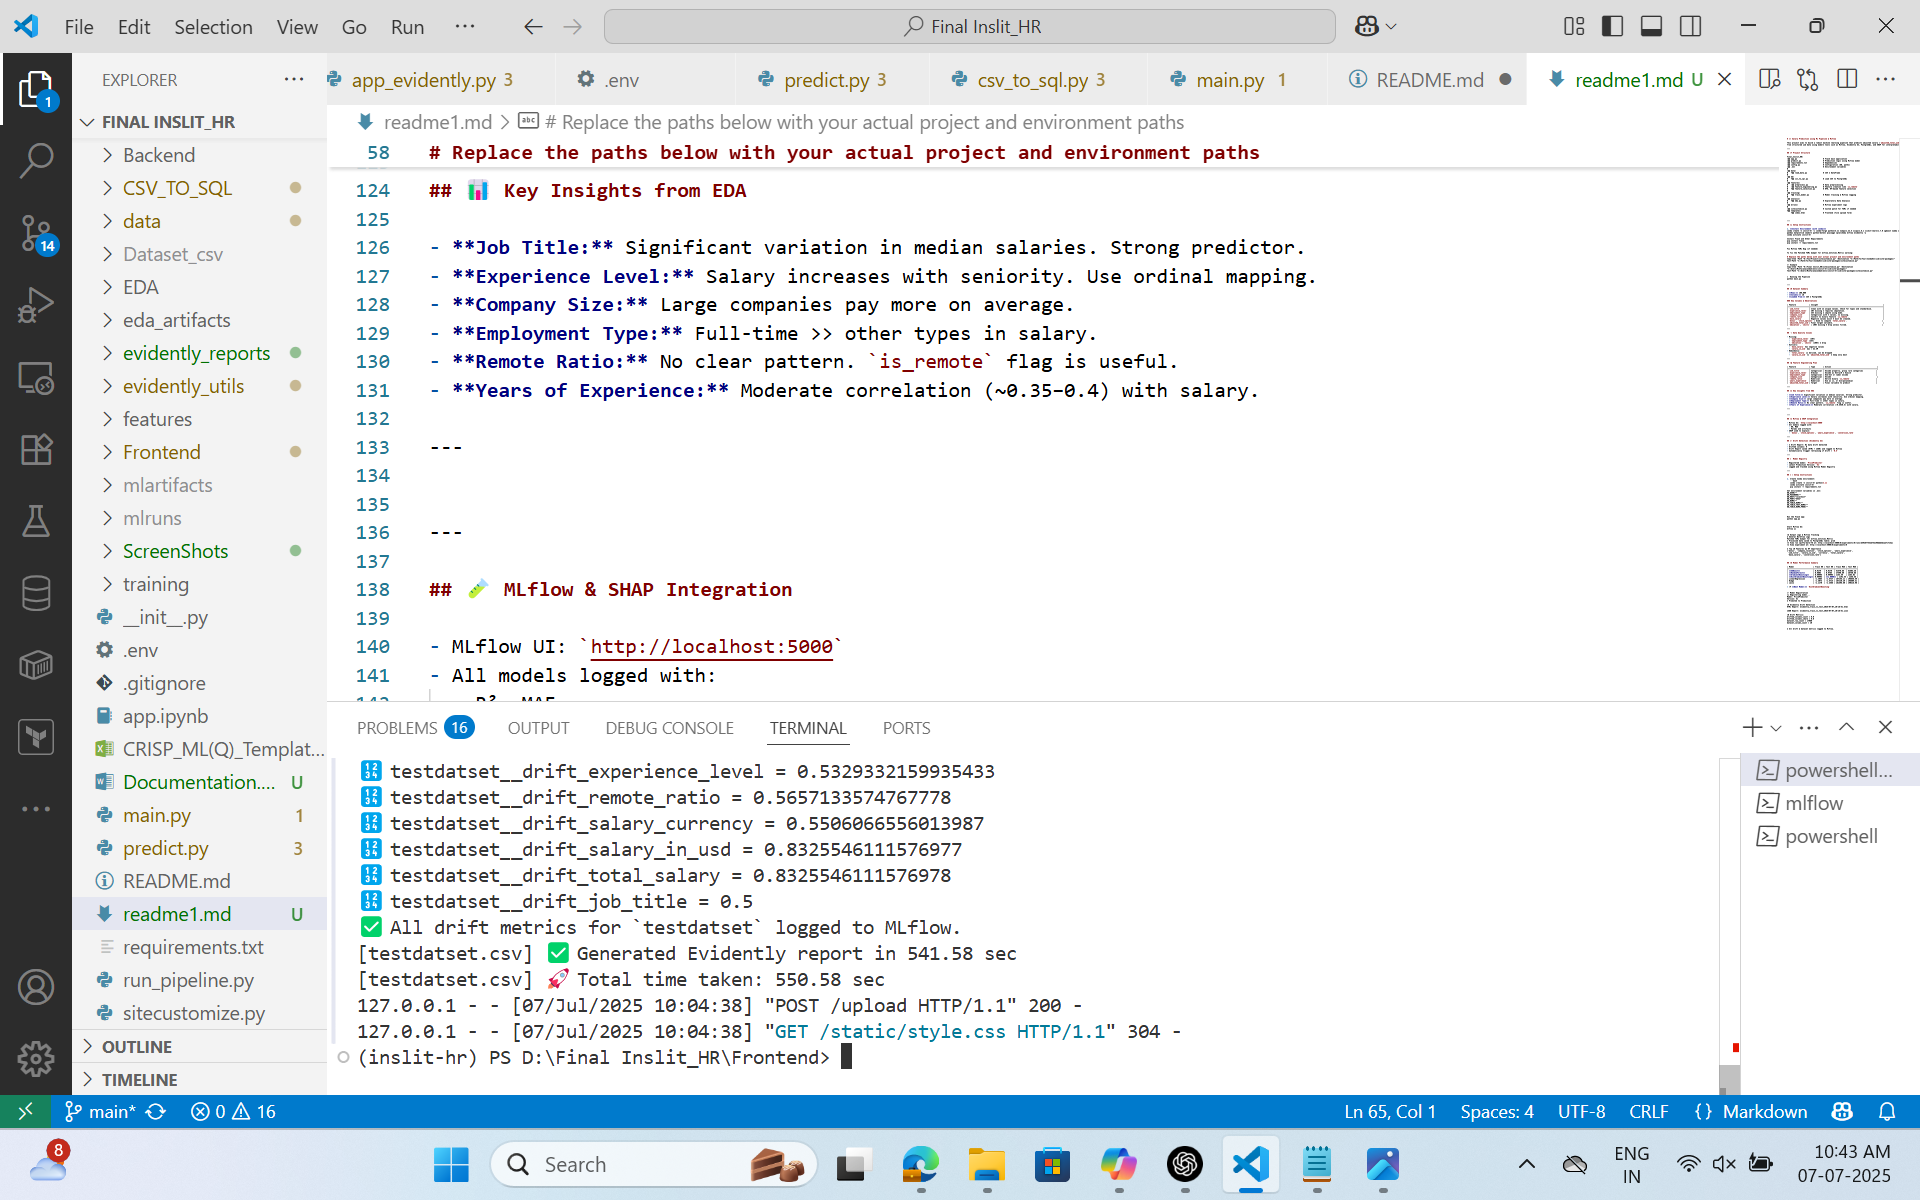 File Edit Selection View Go Run ··· Final Inslit_HR
EXPLORER ···
app_evidently.py 3 .env predict.py 3 csv_to_sql.py 3 main.py 1 README.md readme1.md U
FINAL INSLIT_HR
Backend
CSV_TO_SQL
data
Dataset_csv
EDA
eda_artifacts
evidently_reports
evidently_utils
features
Frontend
mlartifacts
mlruns
ScreenShots
training
__init__.py
.env
.gitignore
app.ipynb
CRISP_ML(Q)_Templat...
Documentation.... U
main.py 1
predict.py 3
README.md
readme1.md U
requirements.txt
run_pipeline.py
sitecustomize.py
OUTLINE
TIMELINE
1
14
readme1.md > # Replace the paths below with your actual project and environment paths
58 # Replace the paths below with your actual project and environment paths
124 ## 📊 Key Insights from EDA
125
126 - **Job Title:** Significant variation in median salaries. Strong predictor.
127 - **Experience Level:** Salary increases with seniority. Use ordinal mapping.
128 - **Company Size:** Large companies pay more on average.
129 - **Employment Type:** Full-time >> other types in salary.
130 - **Remote Ratio:** No clear pattern. `is_remote` flag is useful.
131 - **Years of Experience:** Moderate correlation (~0.35–0.4) with salary.
132
133 ---
134
135
136 ---
137
138 ## 🧪 MLflow & SHAP Integration
139
140 - MLflow UI: `http://localhost:5000`
141 - All models logged with:
PROBLEMS 16 OUTPUT DEBUG CONSOLE TERMINAL PORTS
🔢 testdatset__drift_experience_level = 0.5329332159935433
🔢 testdatset__drift_remote_ratio = 0.5657133574767778
🔢 testdatset__drift_salary_currency = 0.5506066556013987
🔢 testdatset__drift_salary_in_usd = 0.8325546111576977
🔢 testdatset__drift_total_salary = 0.8325546111576978
🔢 testdatset__drift_job_title = 0.5
✅ All drift metrics for `testdatset` logged to MLflow.
[testdatset.csv] ✅ Generated Evidently report in 541.58 sec
[testdatset.csv] 🚀 Total time taken: 550.58 sec
127.0.0.1 - - [07/Jul/2025 10:04:38] "POST /upload HTTP/1.1" 200 -
127.0.0.1 - - [07/Jul/2025 10:04:38] "GET /static/style.css HTTP/1.1" 304 -
(inslit-hr) PS D:\Final Inslit_HR\Frontend>
powershell...
mlflow
powershell
main* 0 16 Ln 65, Col 1 Spaces: 4 UTF-8 CRLF {} Markdown
8 Search ENG IN 10:43 AM 07-07-2025